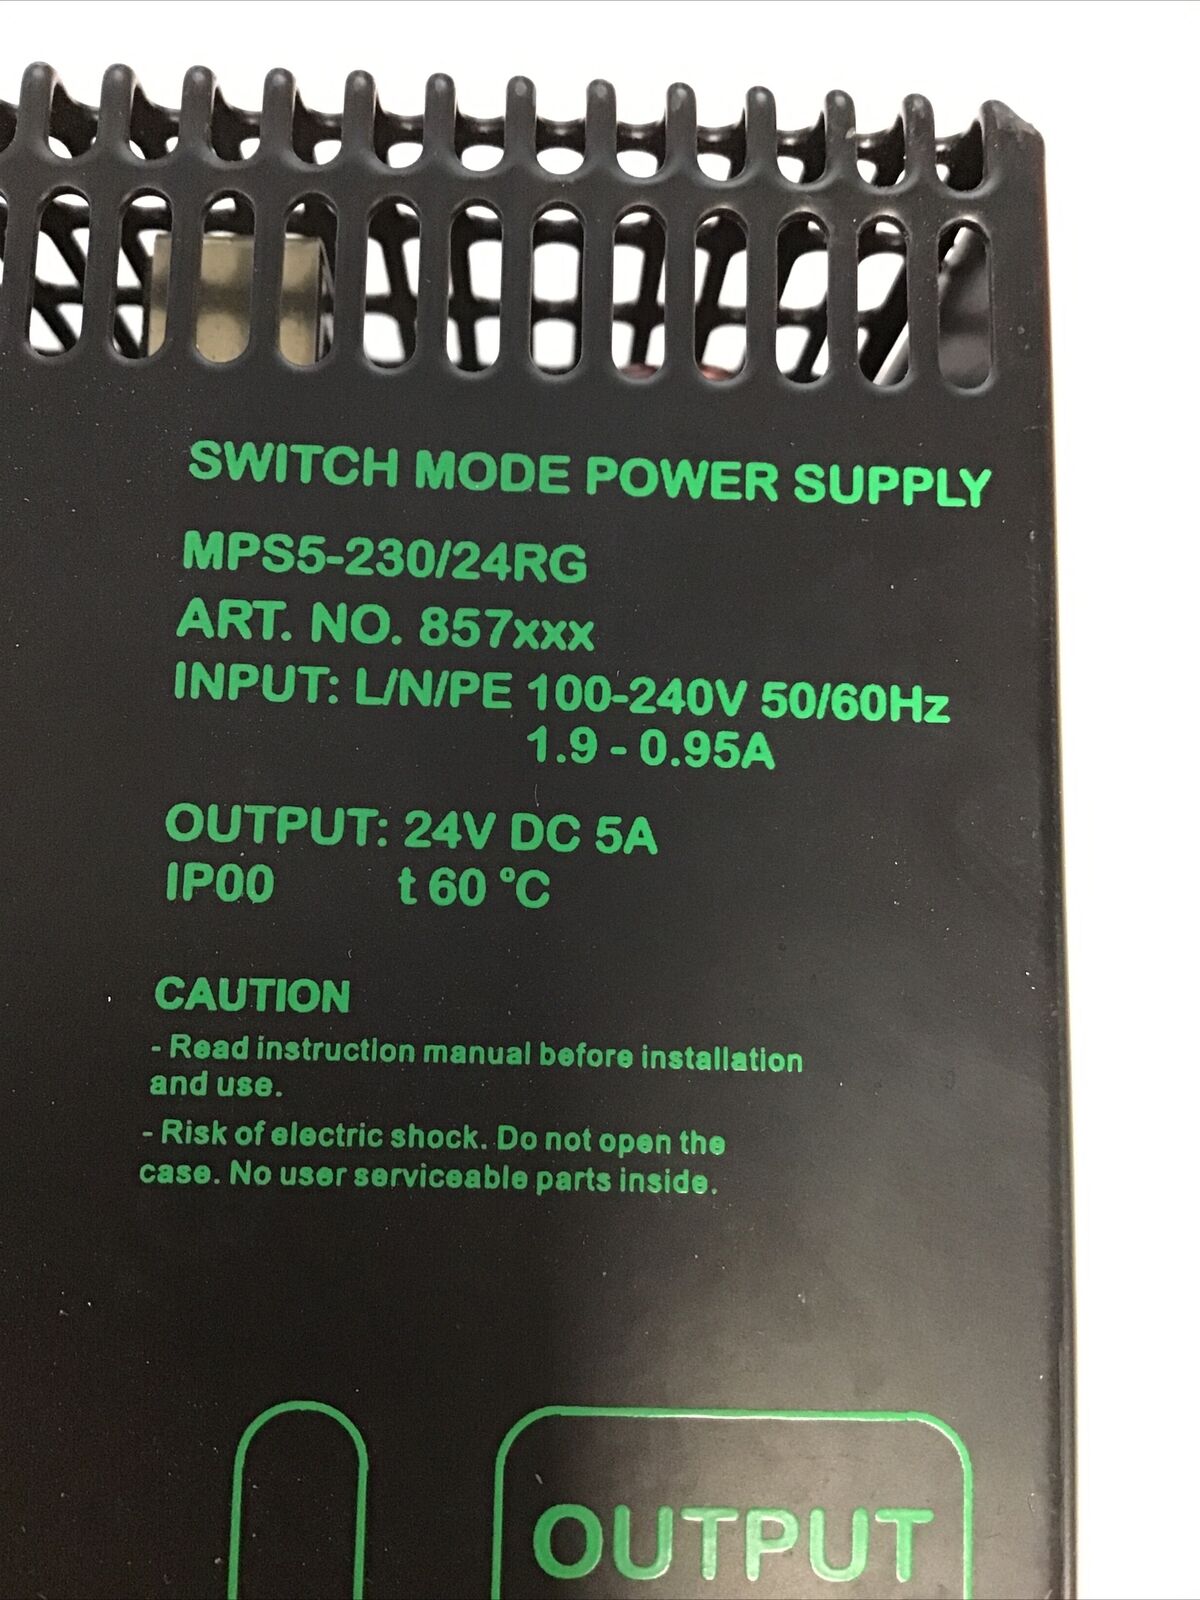 SWITCH MODE POWER SUPPLY
MPS5-230/24RG
ART. NO. 857xxx
INPUT: L/N/PE 100-240V 50/60Hz
1.9 - 0.95A
OUTPUT: 24V DC 5A
IP00 t 60 °C
CAUTION
- Read instruction manual before installation
and use.
- Risk of electric shock. Do not open the
case. No user serviceable parts inside.
OUTPUT